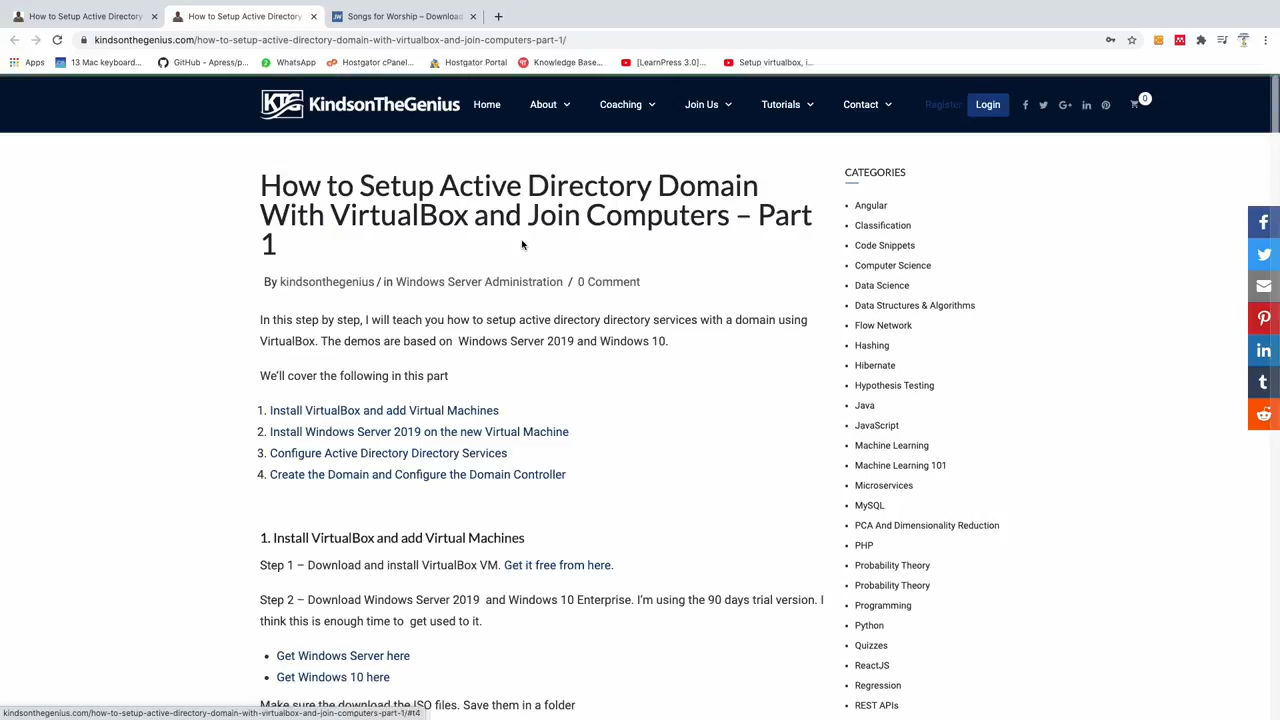 How to Setup Active Directory
How to Setup Active Directory
Songs for Worship – Download
kindsonthegenius.com/how-to-setup-active-directory-domain-with-virtualbox-and-join-computers-part-1/
Apps
13 Mac keyboard...
GitHub - Apress/p...
WhatsApp
Hostgator cPanel...
Hostgator Portal
Knowledge Base...
[LearnPress 3.0]...
Setup virtualbox, i...
KTG KindsonTheGenius
Home
About
Coaching
Join Us
Tutorials
Contact
Register
Login
0
How to Setup Active Directory Domain
With VirtualBox and Join Computers – Part
1
By kindsonthegenius / in Windows Server Administration / 0 Comment
In this step by step, I will teach you how to setup active directory directory services with a domain using
VirtualBox. The demos are based on Windows Server 2019 and Windows 10.
We'll cover the following in this part
1. Install VirtualBox and add Virtual Machines
2. Install Windows Server 2019 on the new Virtual Machine
3. Configure Active Directory Directory Services
4. Create the Domain and Configure the Domain Controller
1. Install VirtualBox and add Virtual Machines
Step 1 – Download and install VirtualBox VM. Get it free from here.
Step 2 – Download Windows Server 2019 and Windows 10 Enterprise. I'm using the 90 days trial version. I
think this is enough time to get used to it.
Get Windows Server here
Get Windows 10 here
Make sure the download the ISO files. Save them in a folder
CATEGORIES
Angular
Classification
Code Snippets
Computer Science
Data Science
Data Structures & Algorithms
Flow Network
Hashing
Hibernate
Hypothesis Testing
Java
JavaScript
Machine Learning
Machine Learning 101
Microservices
MySQL
PCA And Dimensionality Reduction
PHP
Probability Theory
Probability Theory
Programming
Python
Quizzes
ReactJS
Regression
REST APIs
kindsonthegenius.com/how-to-setup-active-directory-domain-with-virtualbox-and-join-computers-part-1/#t4